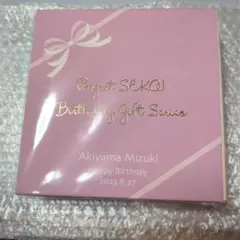 Project SEKAI
Birthday Gift Series
Akiyama Mizuki
Happy Birthday
2023.8.27